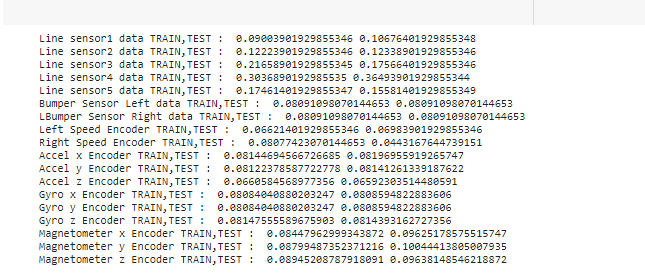 Line sensor1 data TRAIN,TEST :  0.09003901929855346 0.10676401929855348
Line sensor2 data TRAIN,TEST :  0.12223901929855346 0.12338901929855346
Line sensor3 data TRAIN,TEST :  0.21658901929855345 0.17566401929855346
Line sensor4 data TRAIN,TEST :  0.3036890192985535 0.36493901929855344
Line sensor5 data TRAIN,TEST :  0.17461401929855347 0.15581401929855349
Bumper Sensor Left data TRAIN,TEST :  0.08091098070144653 0.08091098070144653
LBumper Sensor Right data TRAIN,TEST :  0.08091098070144653 0.08091098070144653
Left Speed Encoder TRAIN,TEST :  0.06621401929855346 0.06983901929855346
Right Speed Encoder TRAIN,TEST :  0.08077423070144653 0.0443167644739151
Accel x Encoder TRAIN,TEST :  0.08144694566726685 0.08196955919265747
Accel y Encoder TRAIN,TEST :  0.08122378587722778 0.08141261339187622
Accel z Encoder TRAIN,TEST :  0.0660584568977356 0.06592303514480591
Gyro x Encoder TRAIN,TEST :  0.08084040880203247 0.0808594822883606
Gyro y Encoder TRAIN,TEST :  0.08084040880203247 0.0808594822883606
Gyro z Encoder TRAIN,TEST :  0.08147555589675903 0.0814393162727356
Magnetometer x Encoder TRAIN,TEST :  0.08447962999343872 0.09625178575515747
Magnetometer y Encoder TRAIN,TEST :  0.08799487352371216 0.10044413805007935
Magnetometer z Encoder TRAIN,TEST :  0.08945208787918091 0.09638148546218872